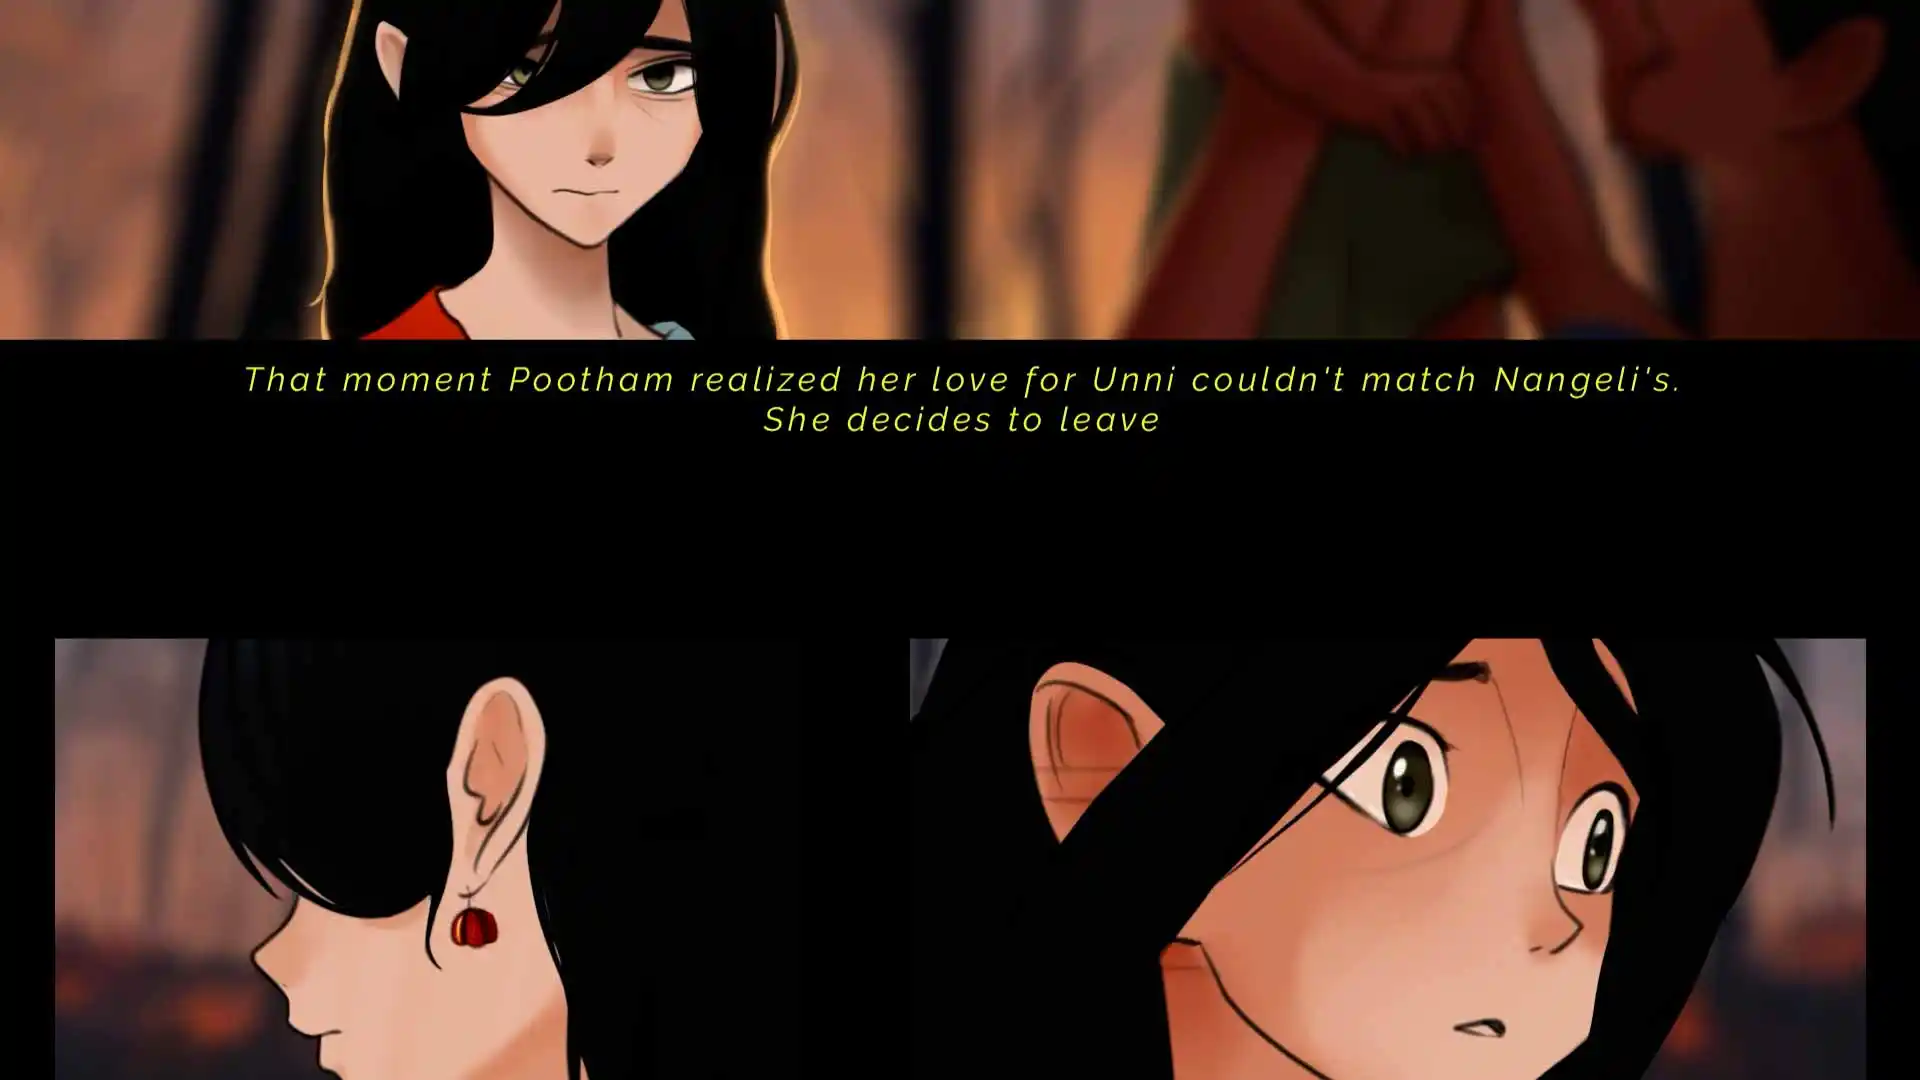 That moment Pootham realized her love for Unni couldn't match Nangeli's.
She decides to leave